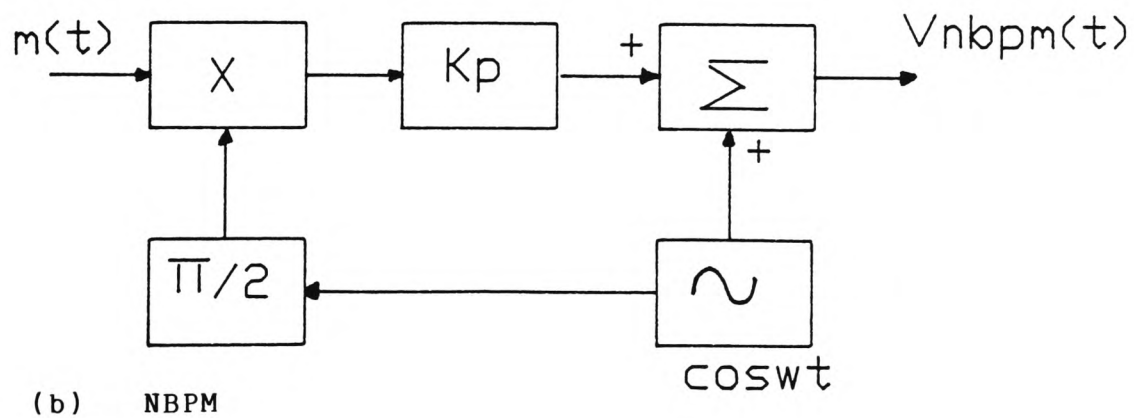 m(t)
X
Kp
+
Σ
Vnbpm(t)
+
π/2
~
coswt
(b) NBPM